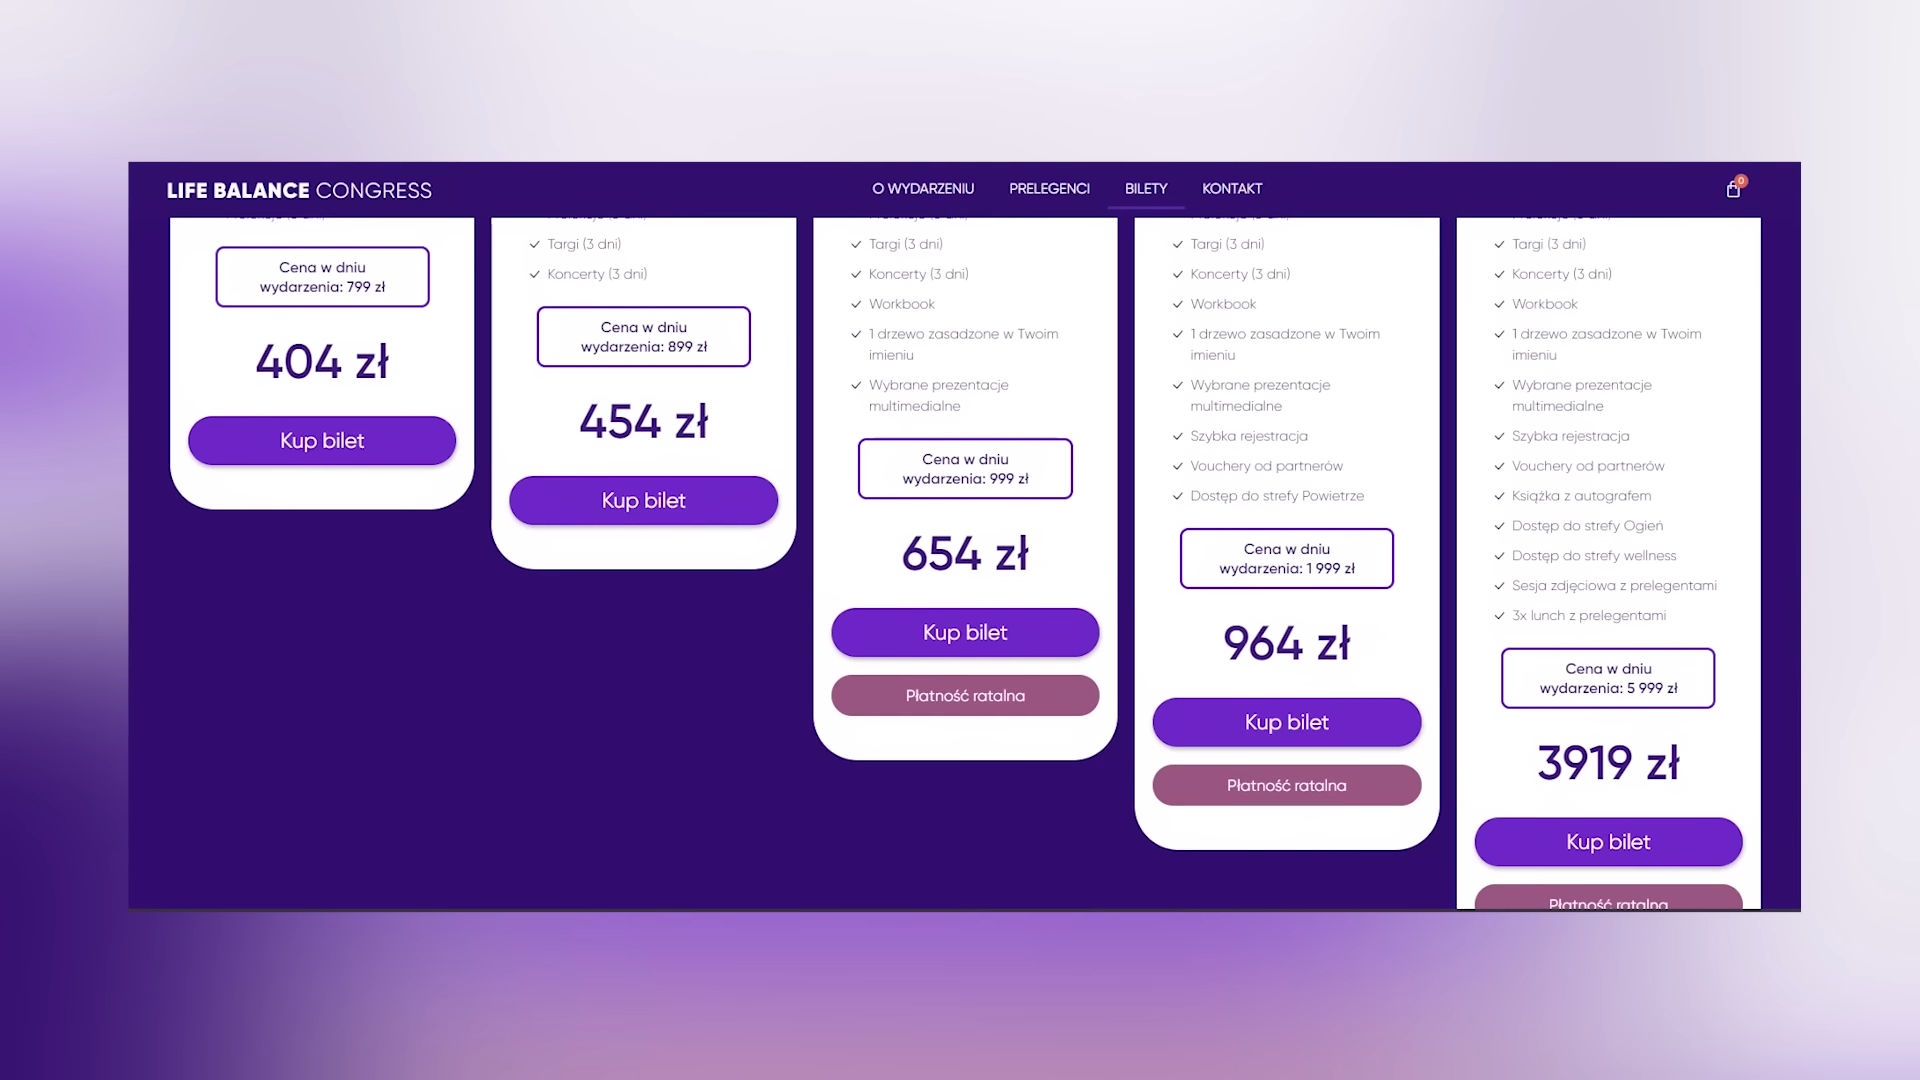 LIFE BALANCE CONGRESS
O WYDARZENIU
PRELEGENCI
BILETY
KONTAKT
0
Cena w dniu
wydarzenia: 799 zł
404 zł
Kup bilet
Targi (3 dni)
Koncerty (3 dni)
Cena w dniu
wydarzenia: 899 zł
454 zł
Kup bilet
Targi (3 dni)
Koncerty (3 dni)
Workbook
1 drzewo zasadzone w Twoim
imieniu
Wybrane prezentacje
multimedialne
Cena w dniu
wydarzenia: 999 zł
654 zł
Kup bilet
Płatność ratalna
Targi (3 dni)
Koncerty (3 dni)
Workbook
1 drzewo zasadzone w Twoim
imieniu
Wybrane prezentacje
multimedialne
Szybka rejestracja
Vouchery od partnerów
Dostęp do strefy Powietrze
Cena w dniu
wydarzenia: 1 999 zł
964 zł
Kup bilet
Płatność ratalna
Targi (3 dni)
Koncerty (3 dni)
Workbook
1 drzewo zasadzone w Twoim
imieniu
Wybrane prezentacje
multimedialne
Szybka rejestracja
Vouchery od partnerów
Książka z autografem
Dostęp do strefy Ogień
Dostęp do strefy wellness
Sesja zdjęciowa z prelegentami
3x lunch z prelegentami
Cena w dniu
wydarzenia: 5 999 zł
3919 zł
Kup bilet
Płatność ratalna